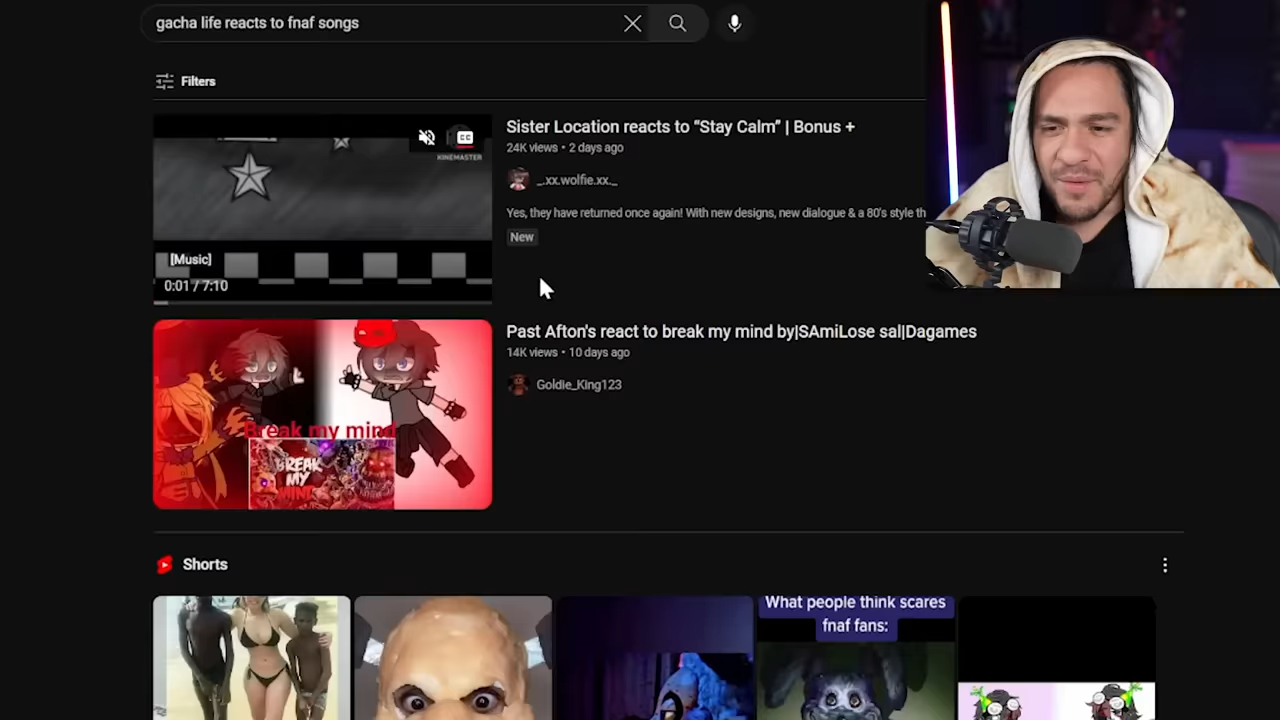 gacha life reacts to fnaf songs
Filters
Sister Location reacts to “Stay Calm” | Bonus +
24K views • 2 days ago
CC
KINEMASTER
_.xx.wolfie.xx._
Yes, they have returned once again! With new designs, new dialogue & a 80's style th
New
[Music]
0:01 / 7:10
Past Afton's react to break my mind by|SAmiLose sal|Dagames
14K views • 10 days ago
Goldie_King123
Break my mind
BREAK
MY
MIND
Shorts
What people think scares
fnaf fans: